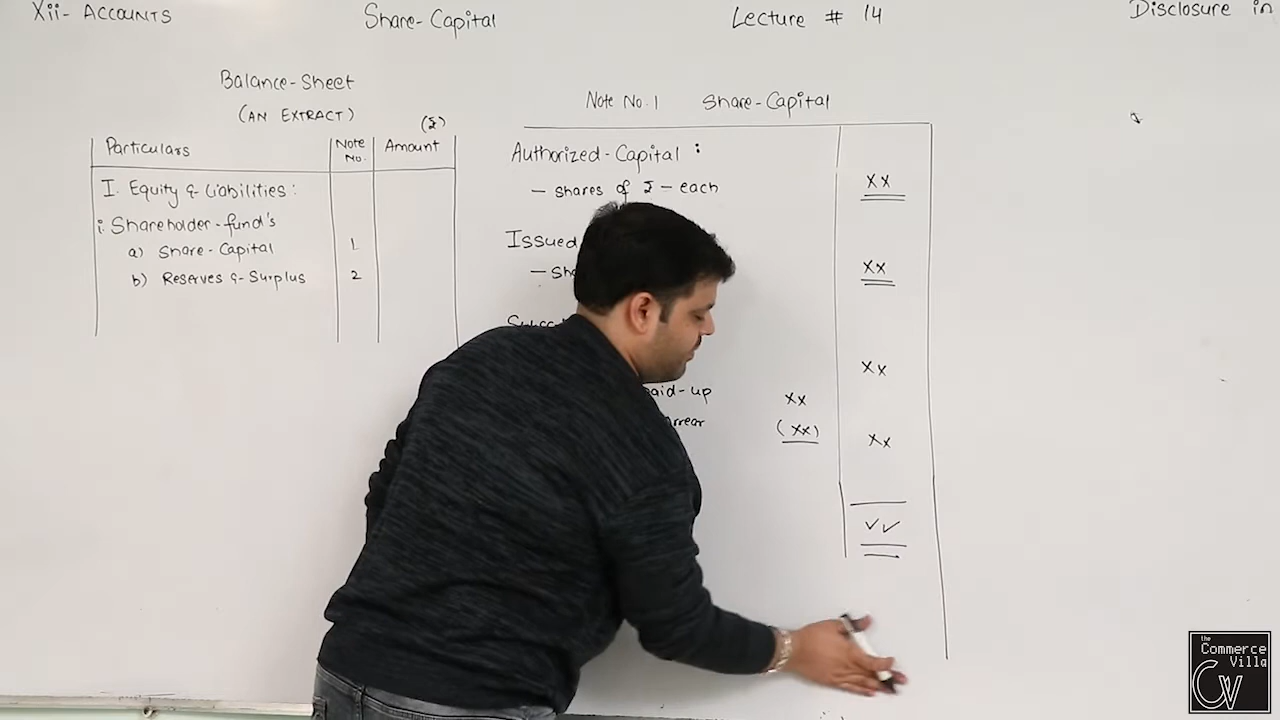 Xii- ACCOUNTS
Share-Capital
Lecture # 14
Disclosure in
Balance-Sheet
(AN EXTRACT)
(₹)
Particulars
Note No.
Amount
I. Equity & Liabilities:
i. Shareholder-fund's
a) Share-Capital 1
b) Reserves & Surplus 2
Note No. 1 Share-Capital
Authorized-Capital :
— shares of ₹ — each XX
Issued
XX
XX
paid-up XX
(XX) XX
the
Commerce
Villa
CV